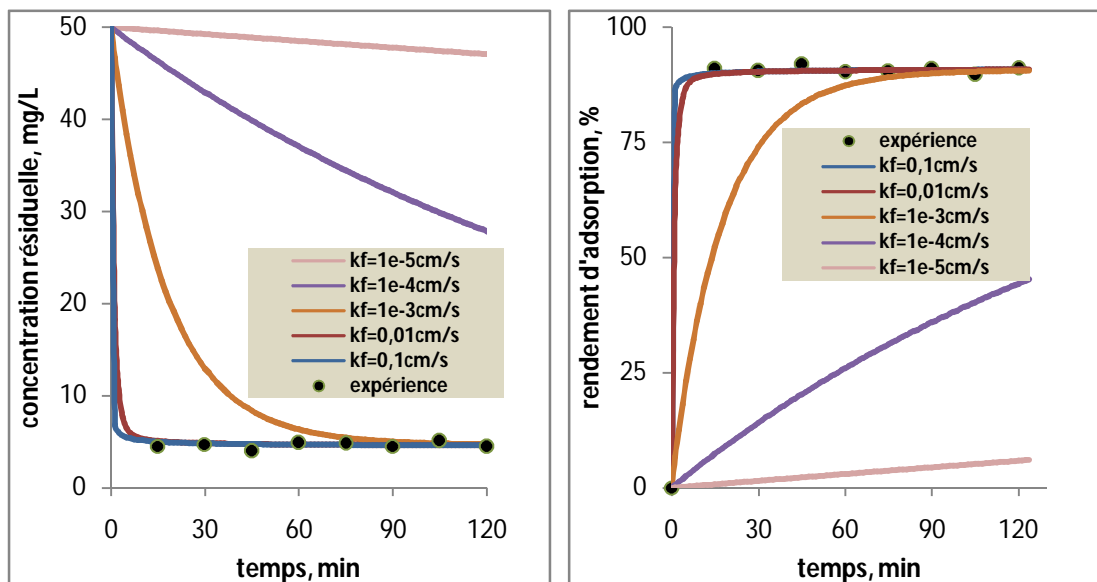 concentration résiduelle, mg/L
50
40
30
20
10
0
kf=1e-5cm/s
kf=1e-4cm/s
kf=1e-3cm/s
kf=0,01cm/s
kf=0,1cm/s
expérience
0 30 60 90 120
temps, min
rendement d'adsorption, %
100
75
50
25
0
expérience
kf=0,1cm/s
kf=0,01cm/s
kf=1e-3cm/s
kf=1e-4cm/s
kf=1e-5cm/s
0 30 60 90 120
temps, min